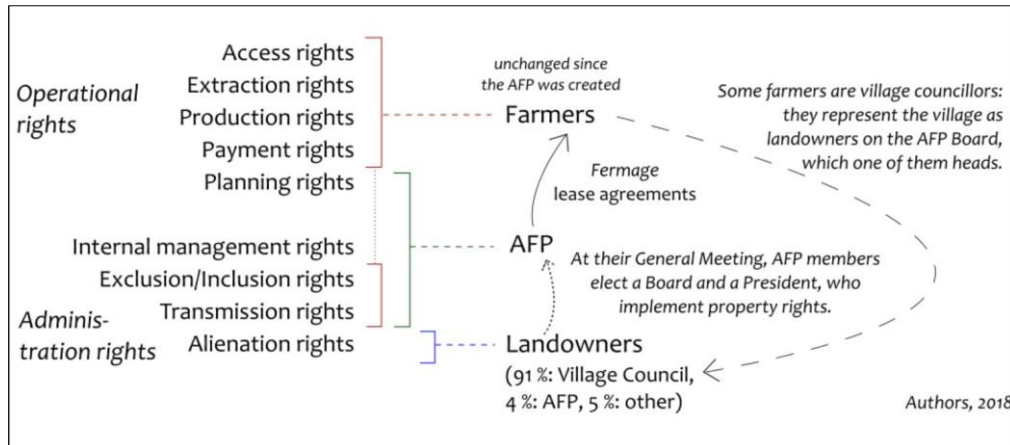 Operational
rights
Access rights
Extraction rights
Production rights
Payment rights
Planning rights
Internal management rights
Exclusion/Inclusion rights
Transmission rights
Alienation rights
Adminis-
tration rights
unchanged since
the AFP was created
Farmers
Fermage
lease agreements
AFP
At their General Meeting, AFP members
elect a Board and a President, who
implement property rights.
Landowners
(91 %: Village Council,
4 %: AFP, 5 %: other)
Some farmers are village councillors:
they represent the village as
landowners on the AFP Board,
which one of them heads.
Authors, 2018